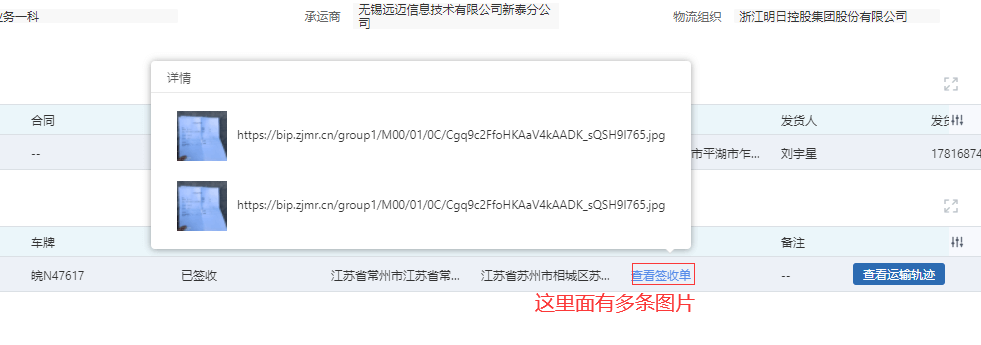 业务一科
承运商
无锡远迈信息技术有限公司新泰分公司
物流组织
浙江明日控股集团股份有限公司
详情
https://bip.zjmr.cn/group1/M00/01/0C/Cgq9c2FfoHKAaV4kAADK_sQSH9I765.jpg
https://bip.zjmr.cn/group1/M00/01/0C/Cgq9c2FfoHKAaV4kAADK_sQSH9I765.jpg
合同
发货人
发货
--
市平湖市乍...
刘宇星
17816874
车牌
备注
皖N47617
已签收
江苏省常州市江苏省常...
江苏省苏州市相城区苏...
查看签收单
--
查看运输轨迹
这里面有多条图片